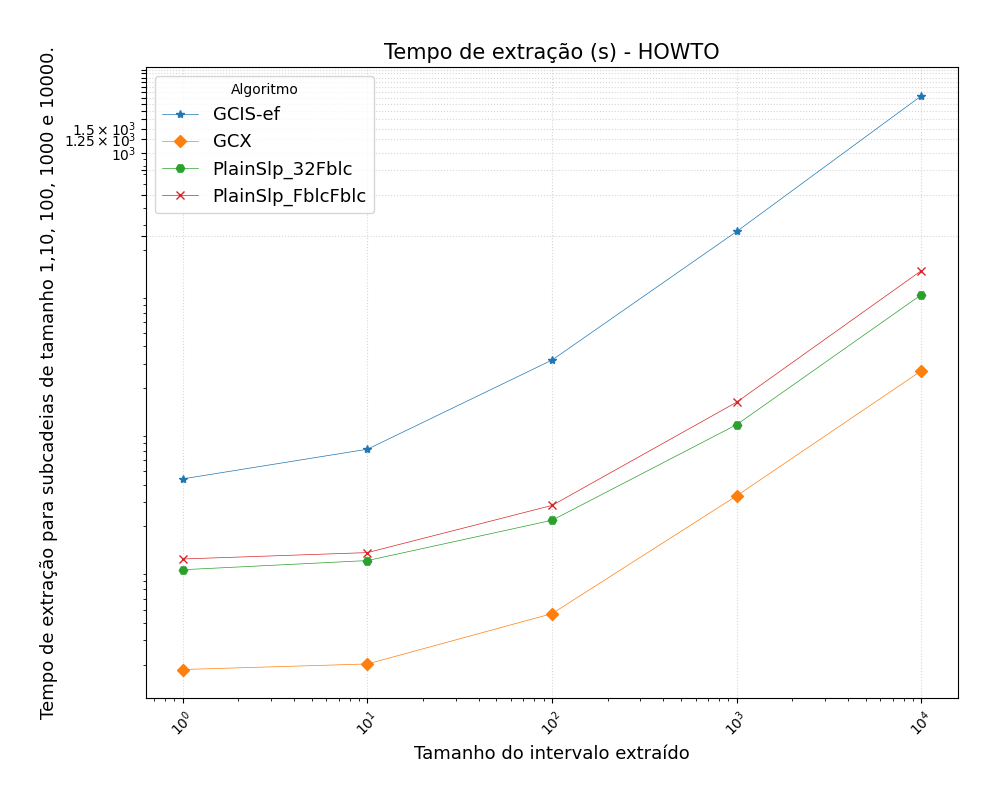 Tempo de extração (s) - HOWTO
Tempo de extração para subcadeias de tamanho 1,10, 100, 1000 e 10000.
1.5 × 10³
1.25 × 10³
10³
Algoritmo
GCIS-ef
GCX
PlainSlp_32Fblc
PlainSlp_FblcFblc
10⁰ 10¹ 10² 10³ 10⁴
Tamanho do intervalo extraído